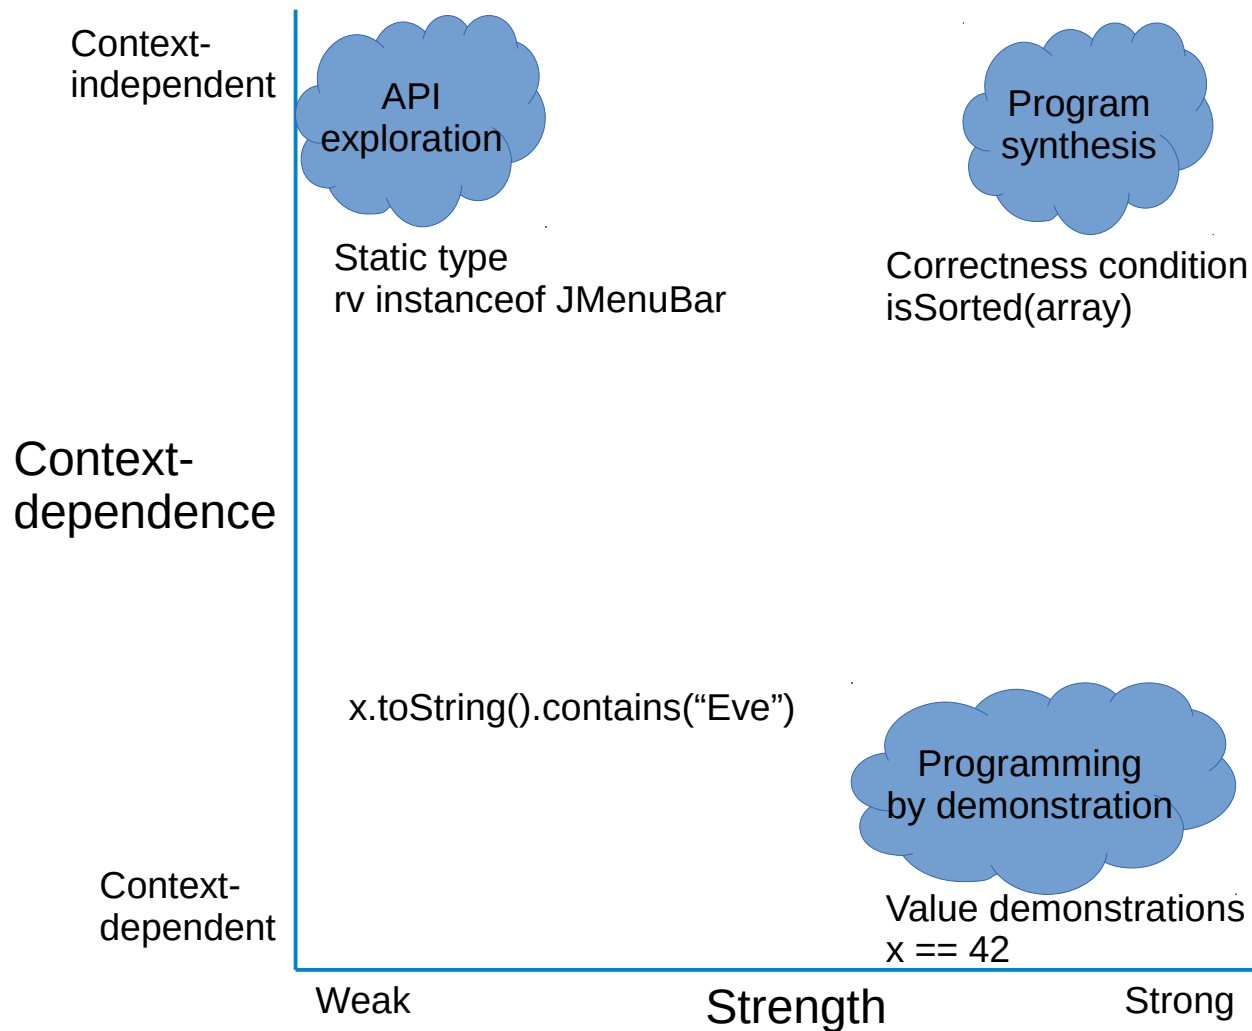 Context-
independent
API
exploration
Program
synthesis
Static type
rv instanceof JMenuBar
Correctness condition
isSorted(array)
Context-
dependence
x.toString().contains(“Eve”)
Programming
by demonstration
Context-
dependent
Value demonstrations
x == 42
Weak
Strength
Strong